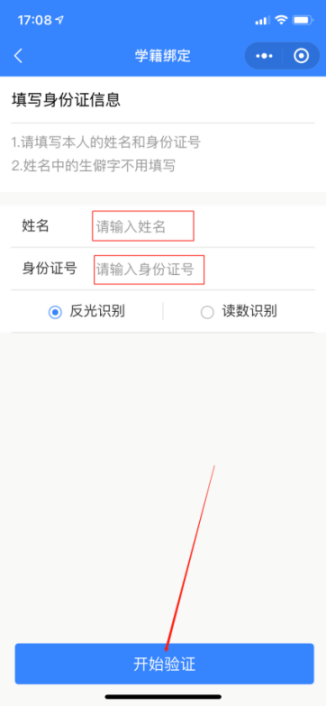 17:08
学籍绑定
填写身份证信息
1.请填写本人的姓名和身份证号
2.姓名中的生僻字不用填写
姓名 请输入姓名
身份证号 请输入身份证号
反光识别 读数识别
开始验证